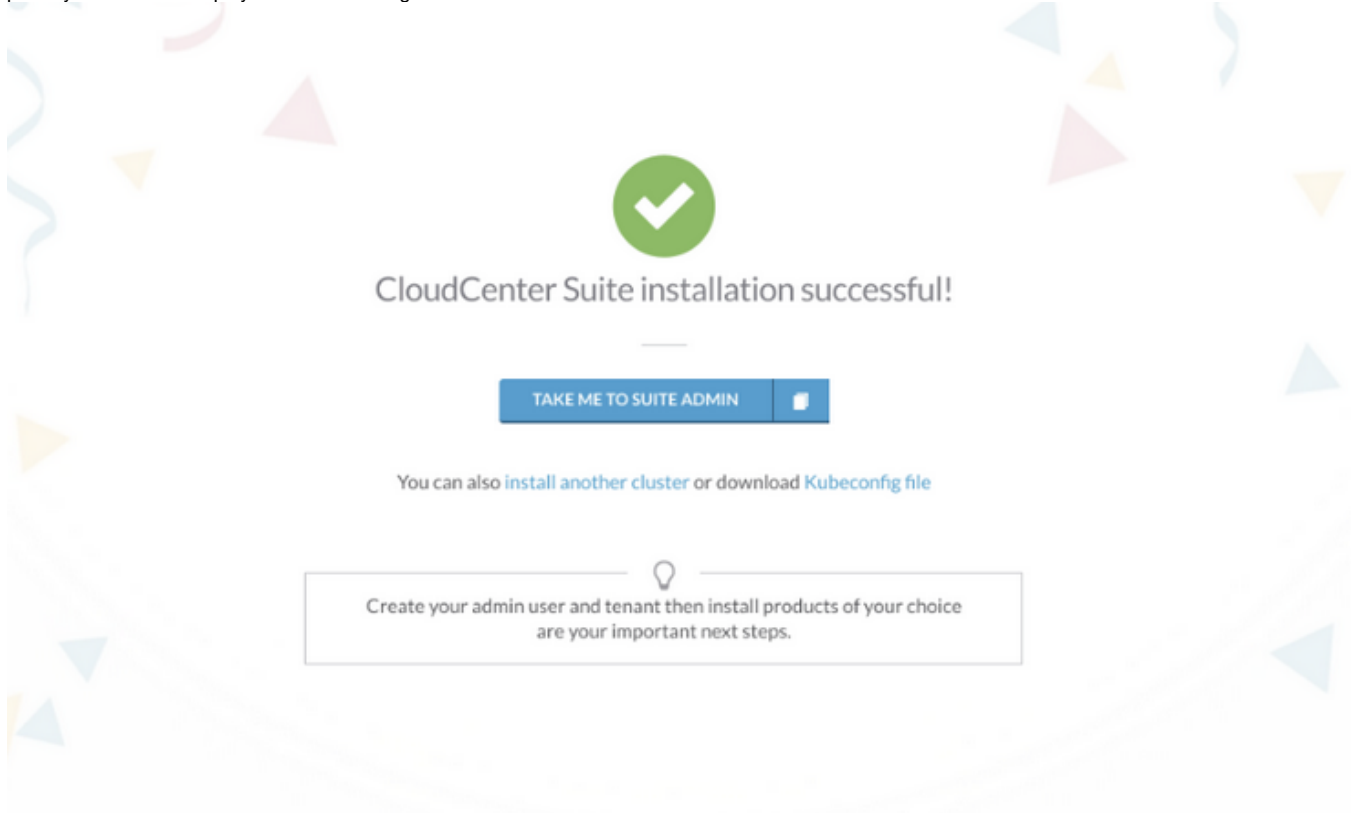 CloudCenter Suite installation successful!
TAKE ME TO SUITE ADMIN
You can also install another cluster or download Kubeconfig file
Create your admin user and tenant then install products of your choice
are your important next steps.